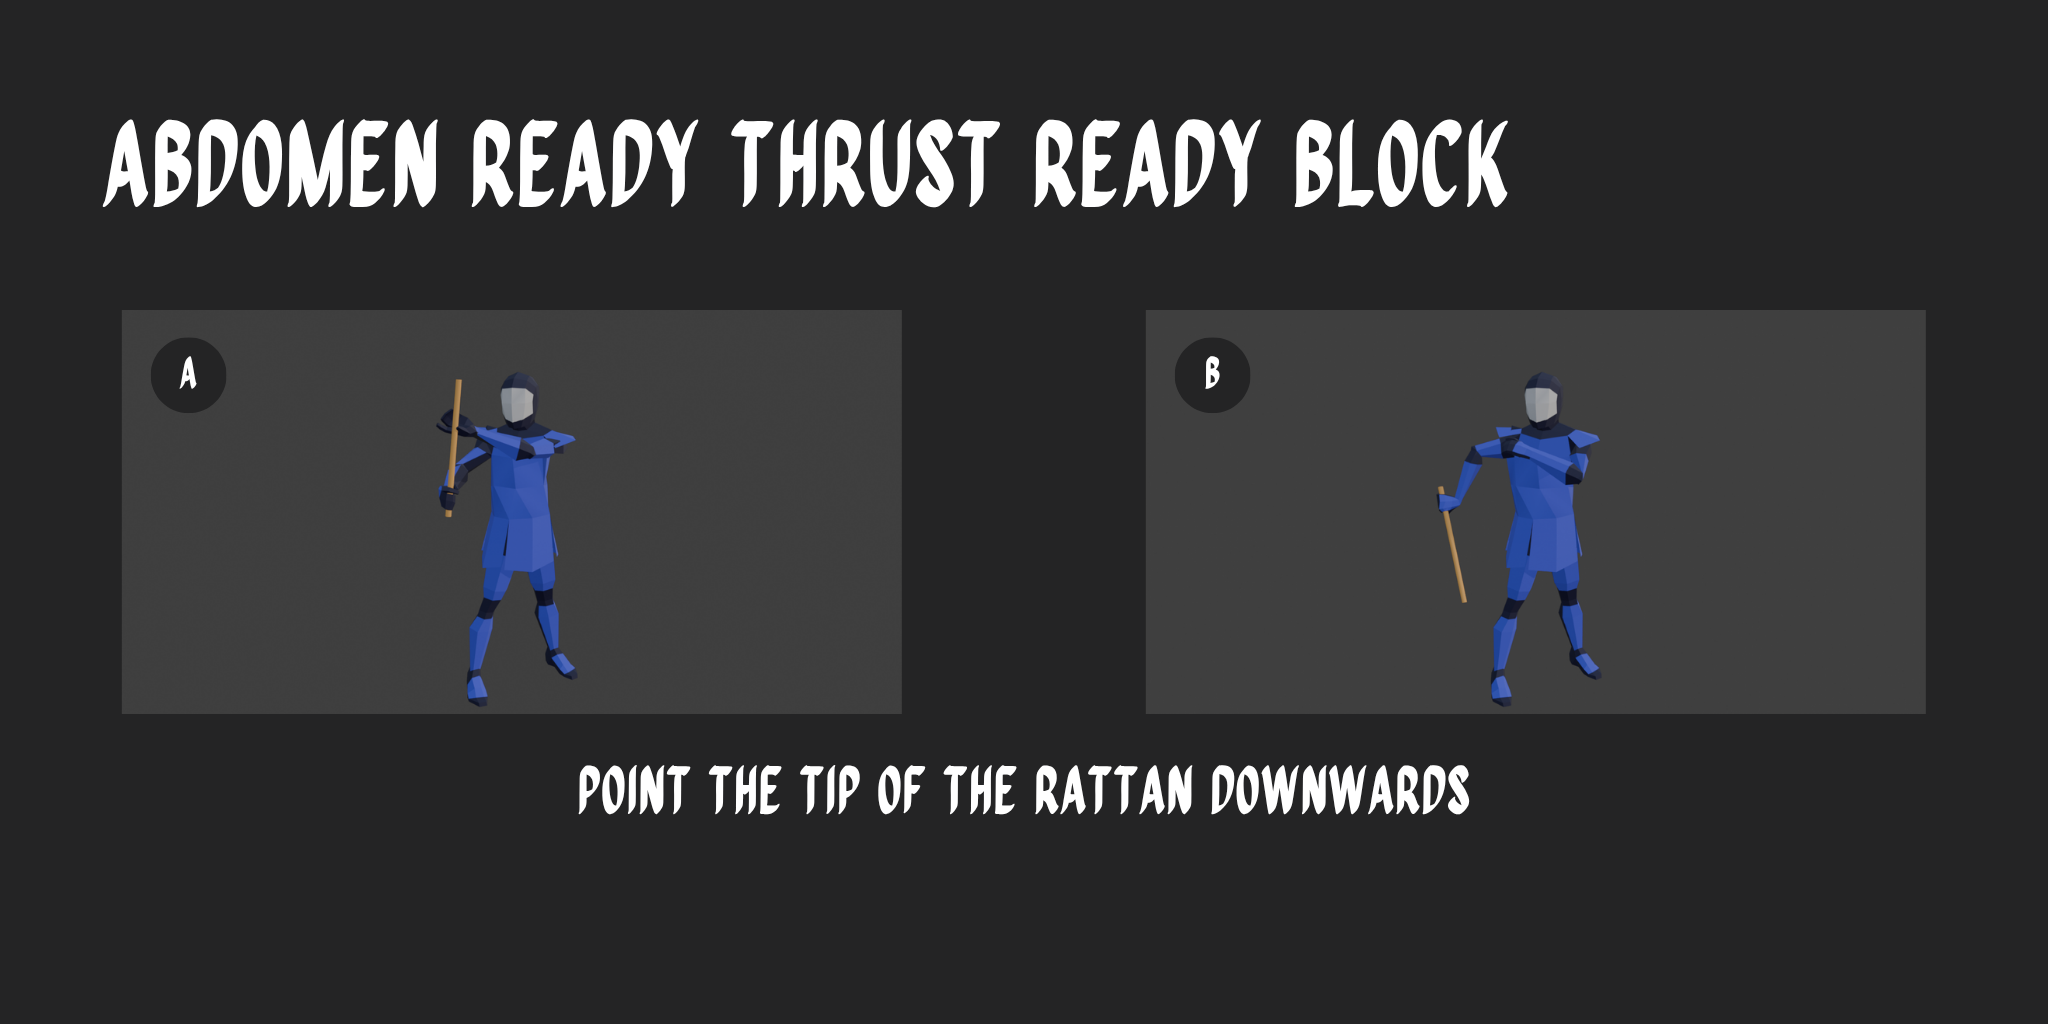 ABDOMEN READY THRUST READY BLOCK
A
B
POINT THE TIP OF THE RATTAN DOWNWARDS